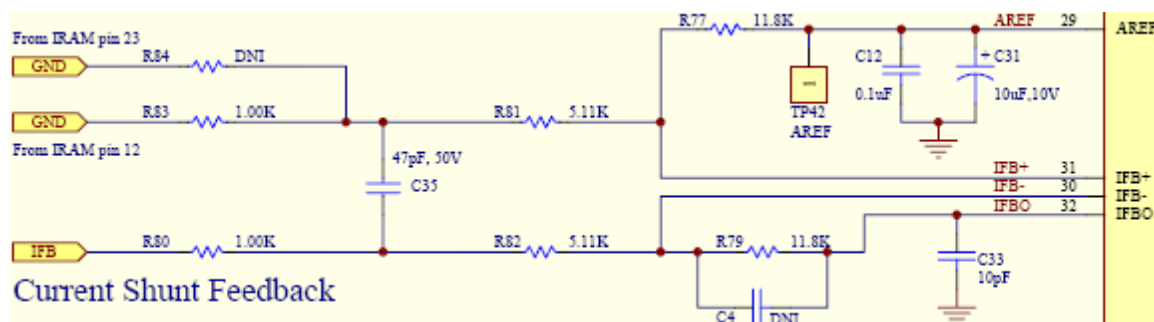 R77 11.8K AREF 29 AREF
From IRAM pin 23
R84 DNI
GND
C12 + C31
0.1uF 10uF,10V
1
TP42
AREF
R83 1.00K R81 5.11K
GND
From IRAM pin 12
47pF, 50V
C35
IFB+ 31 IFB+
IFB- 30 IFB-
IFBO 32 IFBO
R80 1.00K R82 5.11K R79 11.8K
IFB
C33
10pF
Current Shunt Feedback
C4 DNI